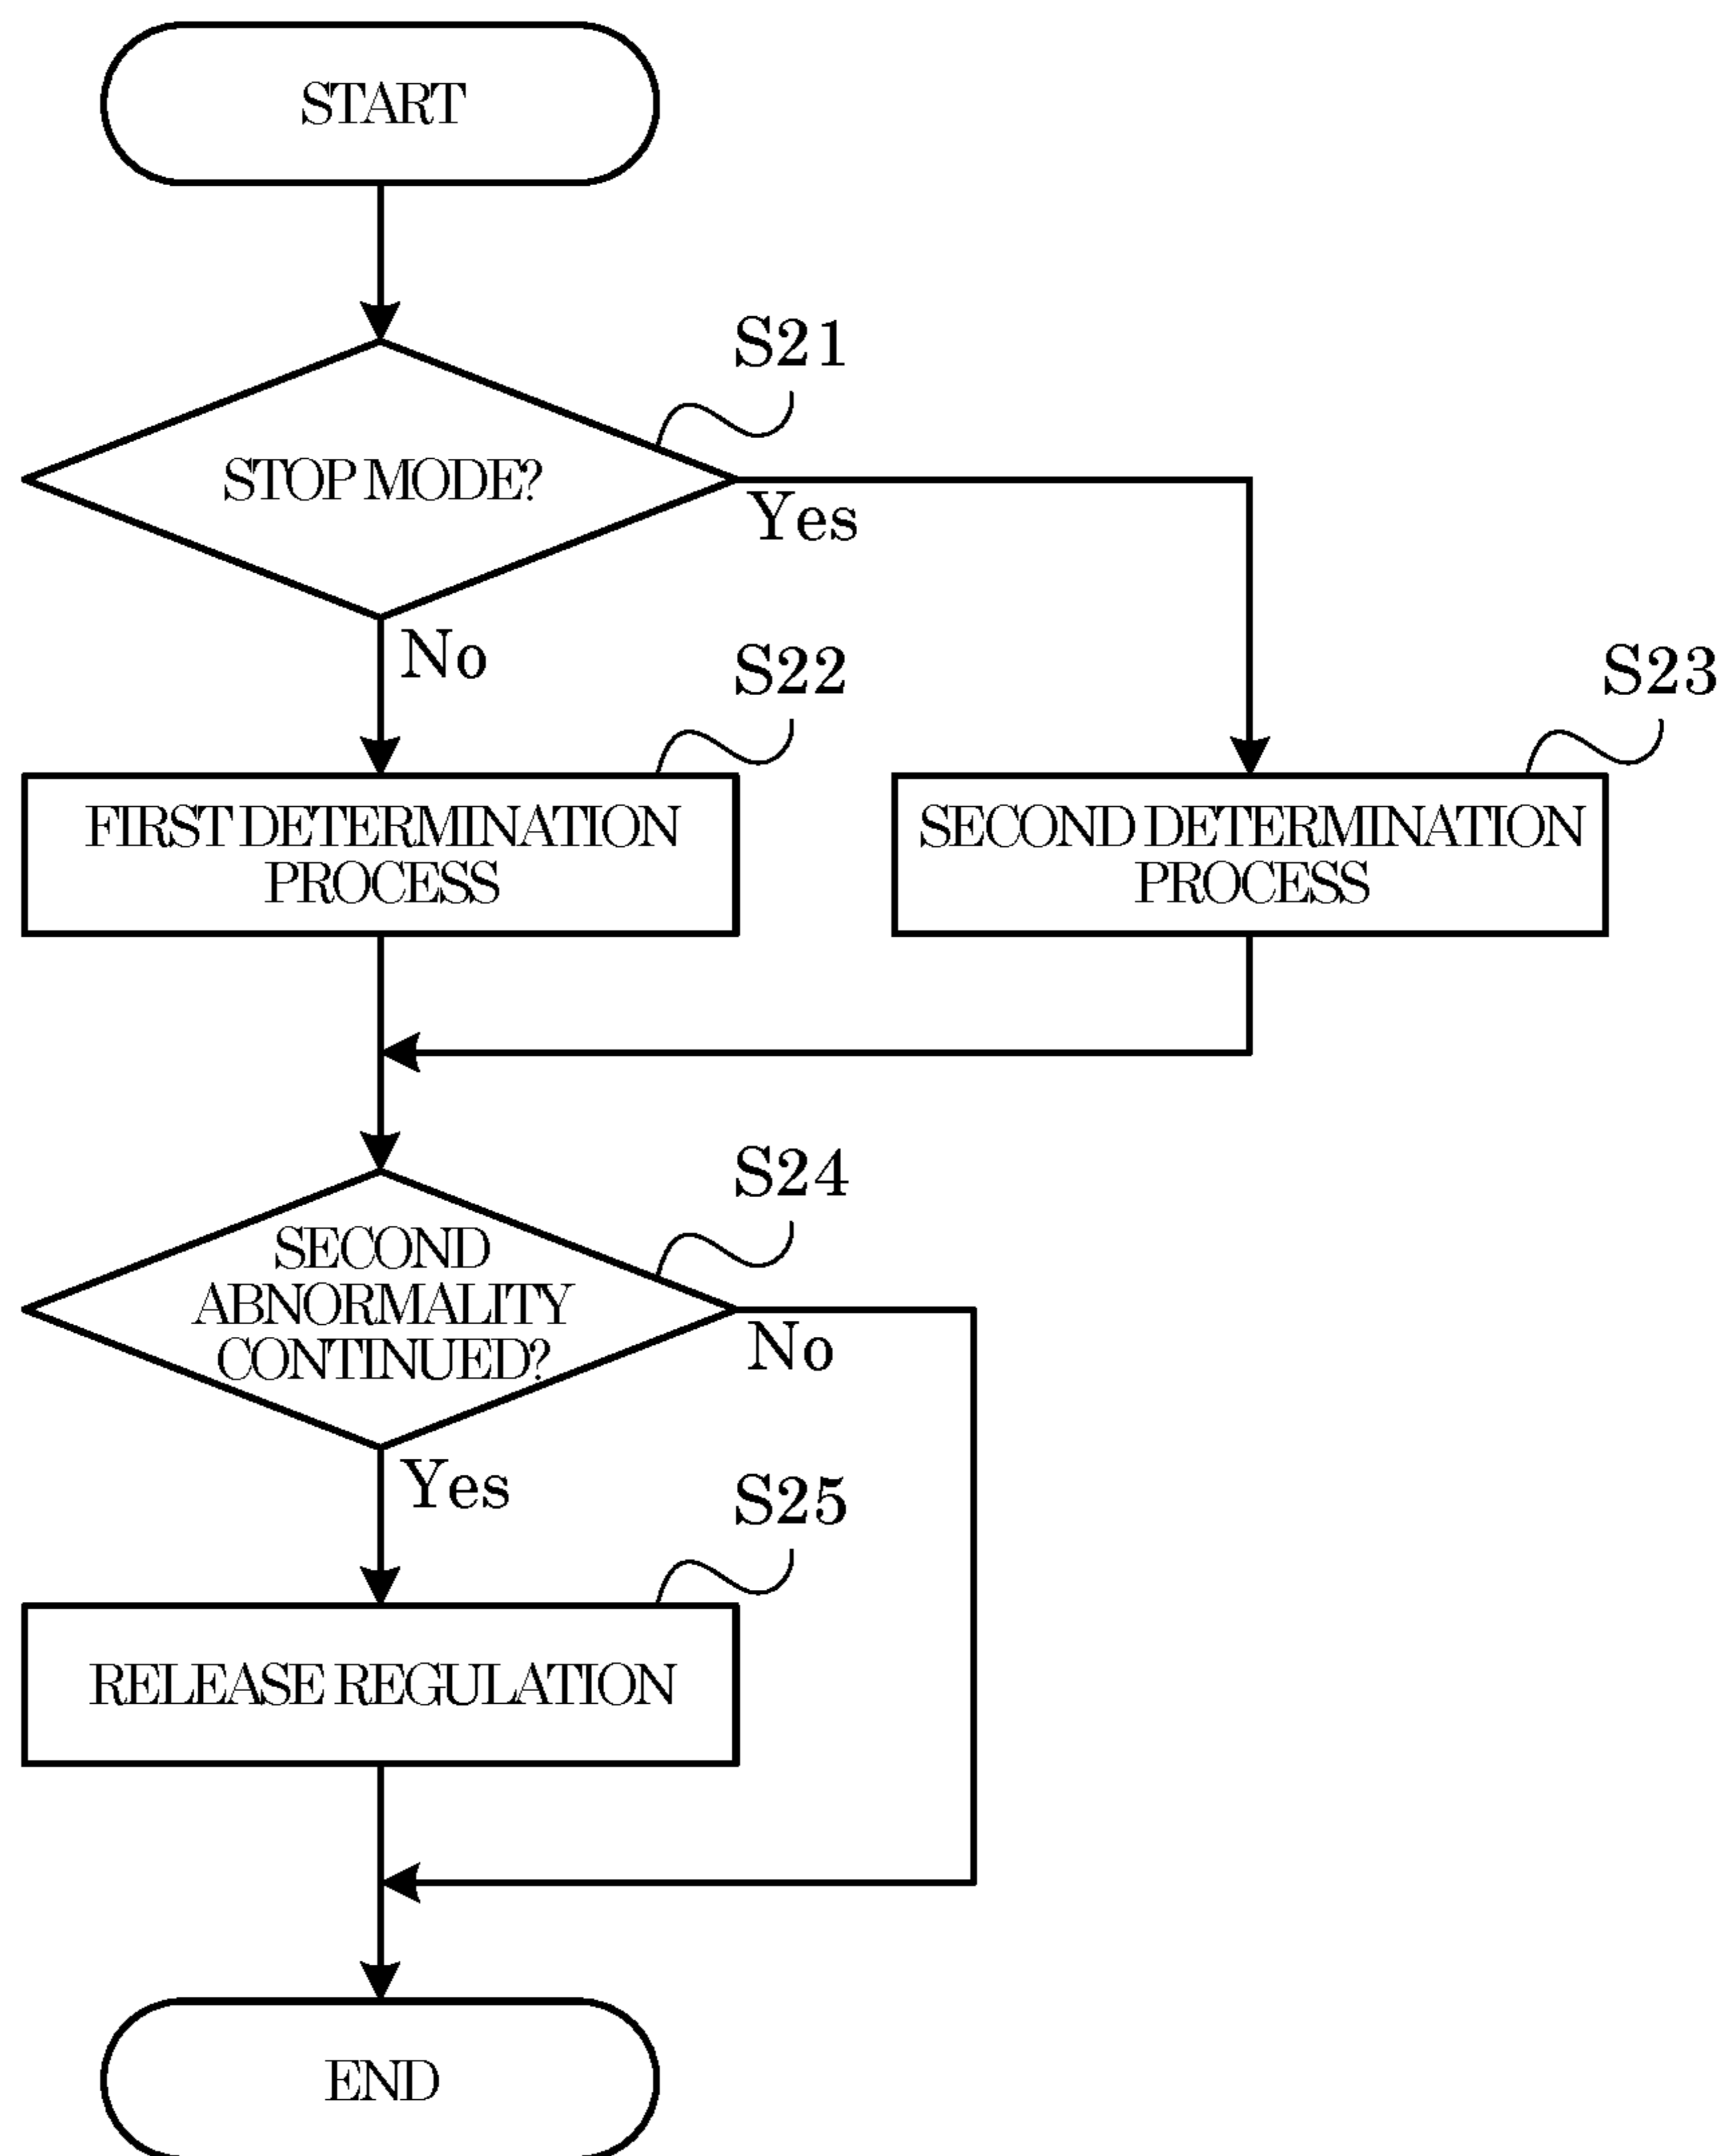 START
S21
STOP MODE?
Yes
No
S22
S23
FIRST DETERMINATION
PROCESS
SECOND DETERMINATION
PROCESS
S24
SECOND
ABNORMALITY
CONTINUED?
No
Yes
S25
RELEASE REGULATION
END